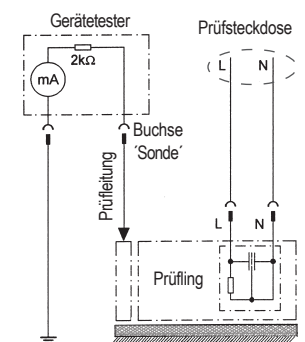 Gerätetester
Prüfsteckdose
2kΩ
mA
L
N
Buchse
´Sonde´
Prüfleitung
L
N
Prüfling